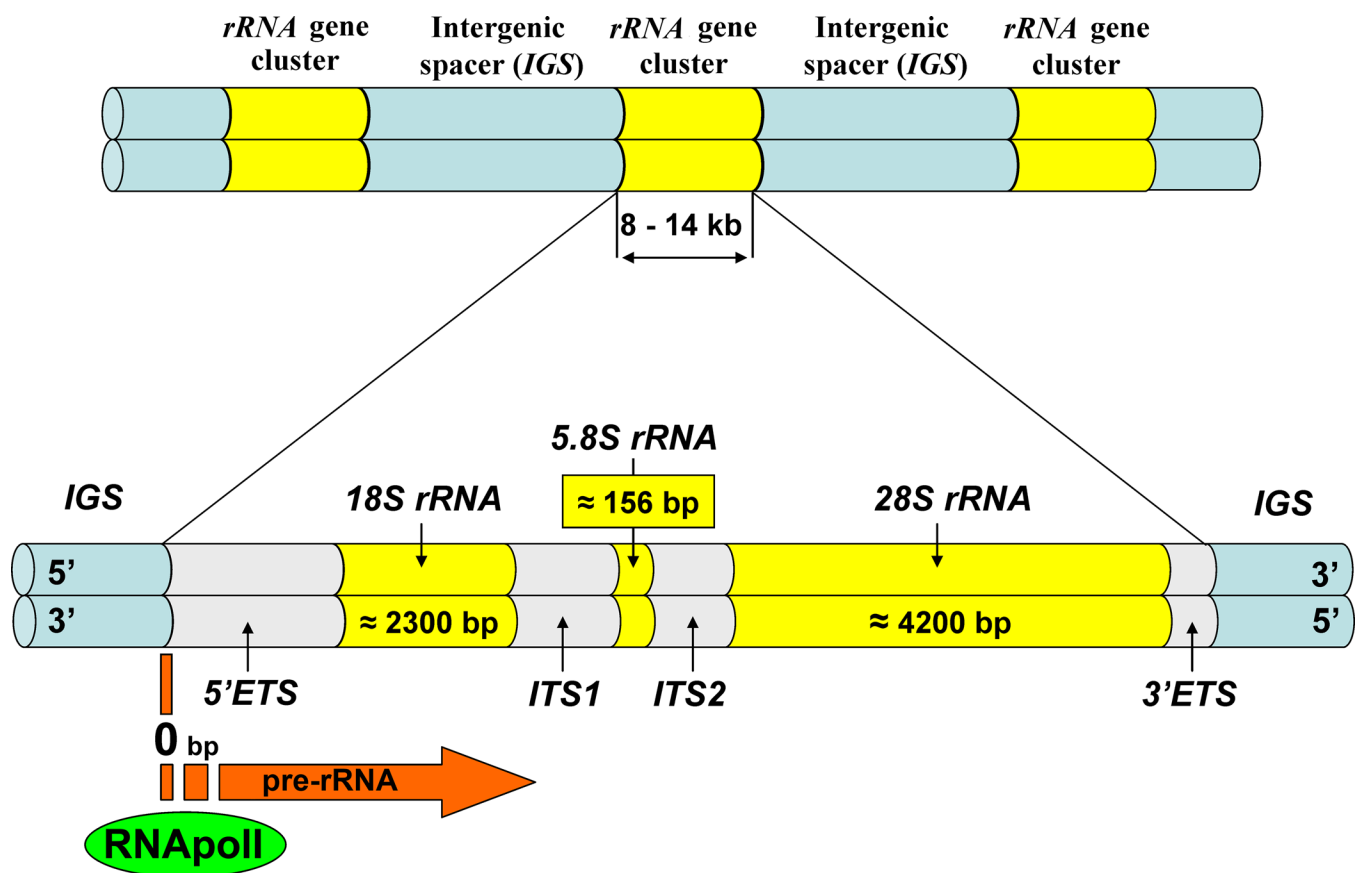 rRNA gene cluster
Intergenic spacer (IGS)
rRNA gene cluster
Intergenic spacer (IGS)
rRNA gene cluster
8 - 14 kb
5.8S rRNA
≈ 156 bp
IGS
18S rRNA
28S rRNA
IGS
5’
3’
3’
≈ 2300 bp
≈ 4200 bp
5’
5’ETS
ITS1
ITS2
3’ETS
0 bp
pre-rRNA
RNApolI